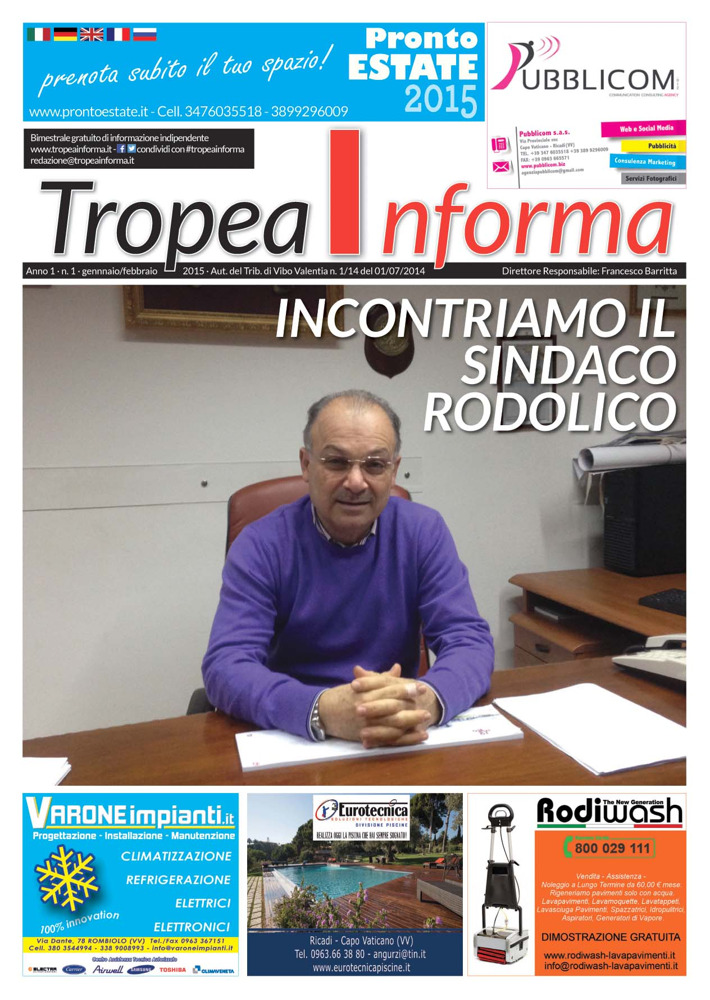 prenota subito il tuo spazio!
Pronto
ESTATE
2015
www.prontoestate.it - Cell. 3476035518 - 3899296009
PUBBLICOM
COMMUNICATION CONSULTING AGENCY
Pubblicom s.a.s.
Via Provinciale snc
Capo Vaticano - Ricadi (VV)
TEL. +39 347 6035518 +39 389 9296009
FAX: +39 0963 665571
www.pubblicom.biz
agenziapubblicom@gmail.com
Web e Social Media
Pubblicità
Consulenza Marketing
Servizi Fotografici
Bimestrale gratuito di informazione indipendente
www.tropeainforma.it - condividi con #tropeainforma
redazione@tropeainforma.it
Tropea Informa
Anno 1 · n. 1 · gennnaio/febbraio 2015 · Aut. del Trib. di Vibo Valentia n. 1/14 del 01/07/2014 Direttore Responsabile: Francesco Barritta
INCONTRIAMO IL
SINDACO
RODOLICO
VARONE impianti.it
Progettazione - Installazione - Manutenzione
CLIMATIZZAZIONE
REFRIGERAZIONE
ELETTRICI
ELETTRONICI
100% innovation
Via Dante, 78 ROMBIOLO (VV) Tel./Fax 0963 367151
Cell. 380 3544994 - 338 9008993 - info@varoneimpianti.it
Centro Assistenza Tecnica Autorizzato
ELECTRA Carrier Airwell SAMSUNG TOSHIBA CLIMAVENETA
Eurotecnica
SOLUZIONI TECNOLOGICHE
DIVISIONE PISCINE
REALIZZA OGGI LA PISCINA CHE HAI SEMPRE SOGNATO!
Ricadi - Capo Vaticano (VV)
Tel. 0963.66 38 80 - angurzi@tin.it
www.eurotecnicapiscine.it
The New Generation
Rodiwash
800 029 111
Vendita - Assistenza -
Noleggio a Lungo Termine da 60,00 € mese.
Rigeneriamo pavimenti solo con acqua.
Lavapavimenti, Lavamoquette, Lavatappeti,
Lavasciuga Pavimenti, Spazzatrici, Idropulitrici,
Aspiratori, Generatori di Vapore.
DIMOSTRAZIONE GRATUITA
www.rodiwash-lavapavimenti.it
info@rodiwash-lavapavimenti.it